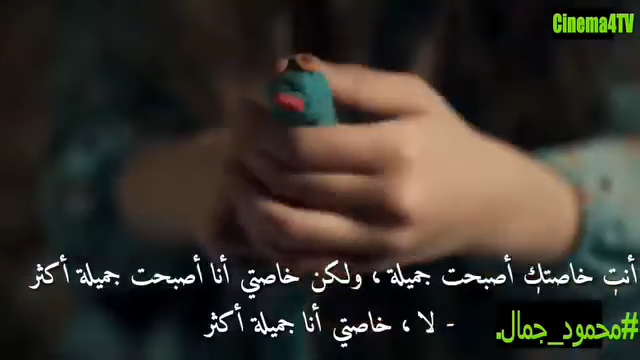 Cinema4TV
أنتِ خاصتكِ أصبحت جميلة ، ولكن خاصتي أنا أصبحت جميلة أكثر
- لا ، خاصتي أنا جميلة أكثر
#محمود_جمال.